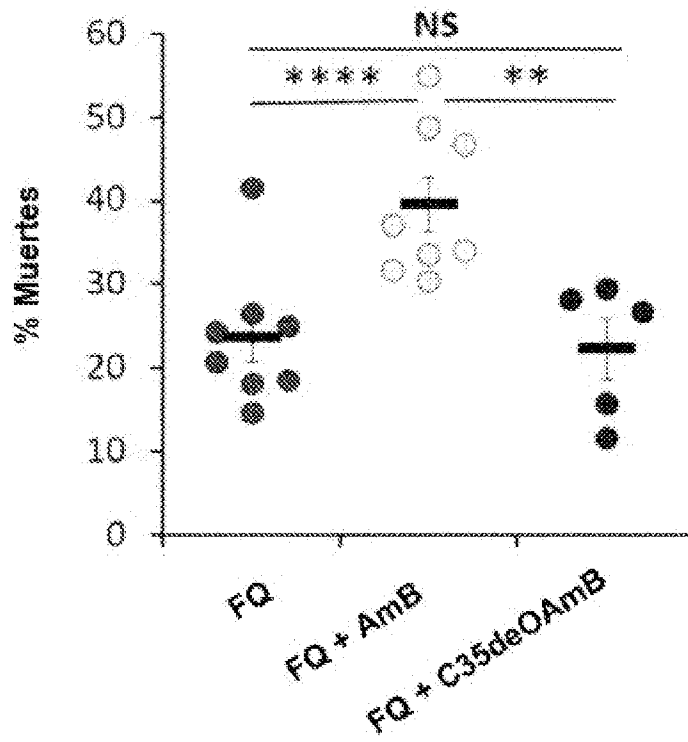 NS
**** **
60
50
40
30
20
10
0
% Muertes
FQ
FQ + AmB
FQ + C35deOAmB